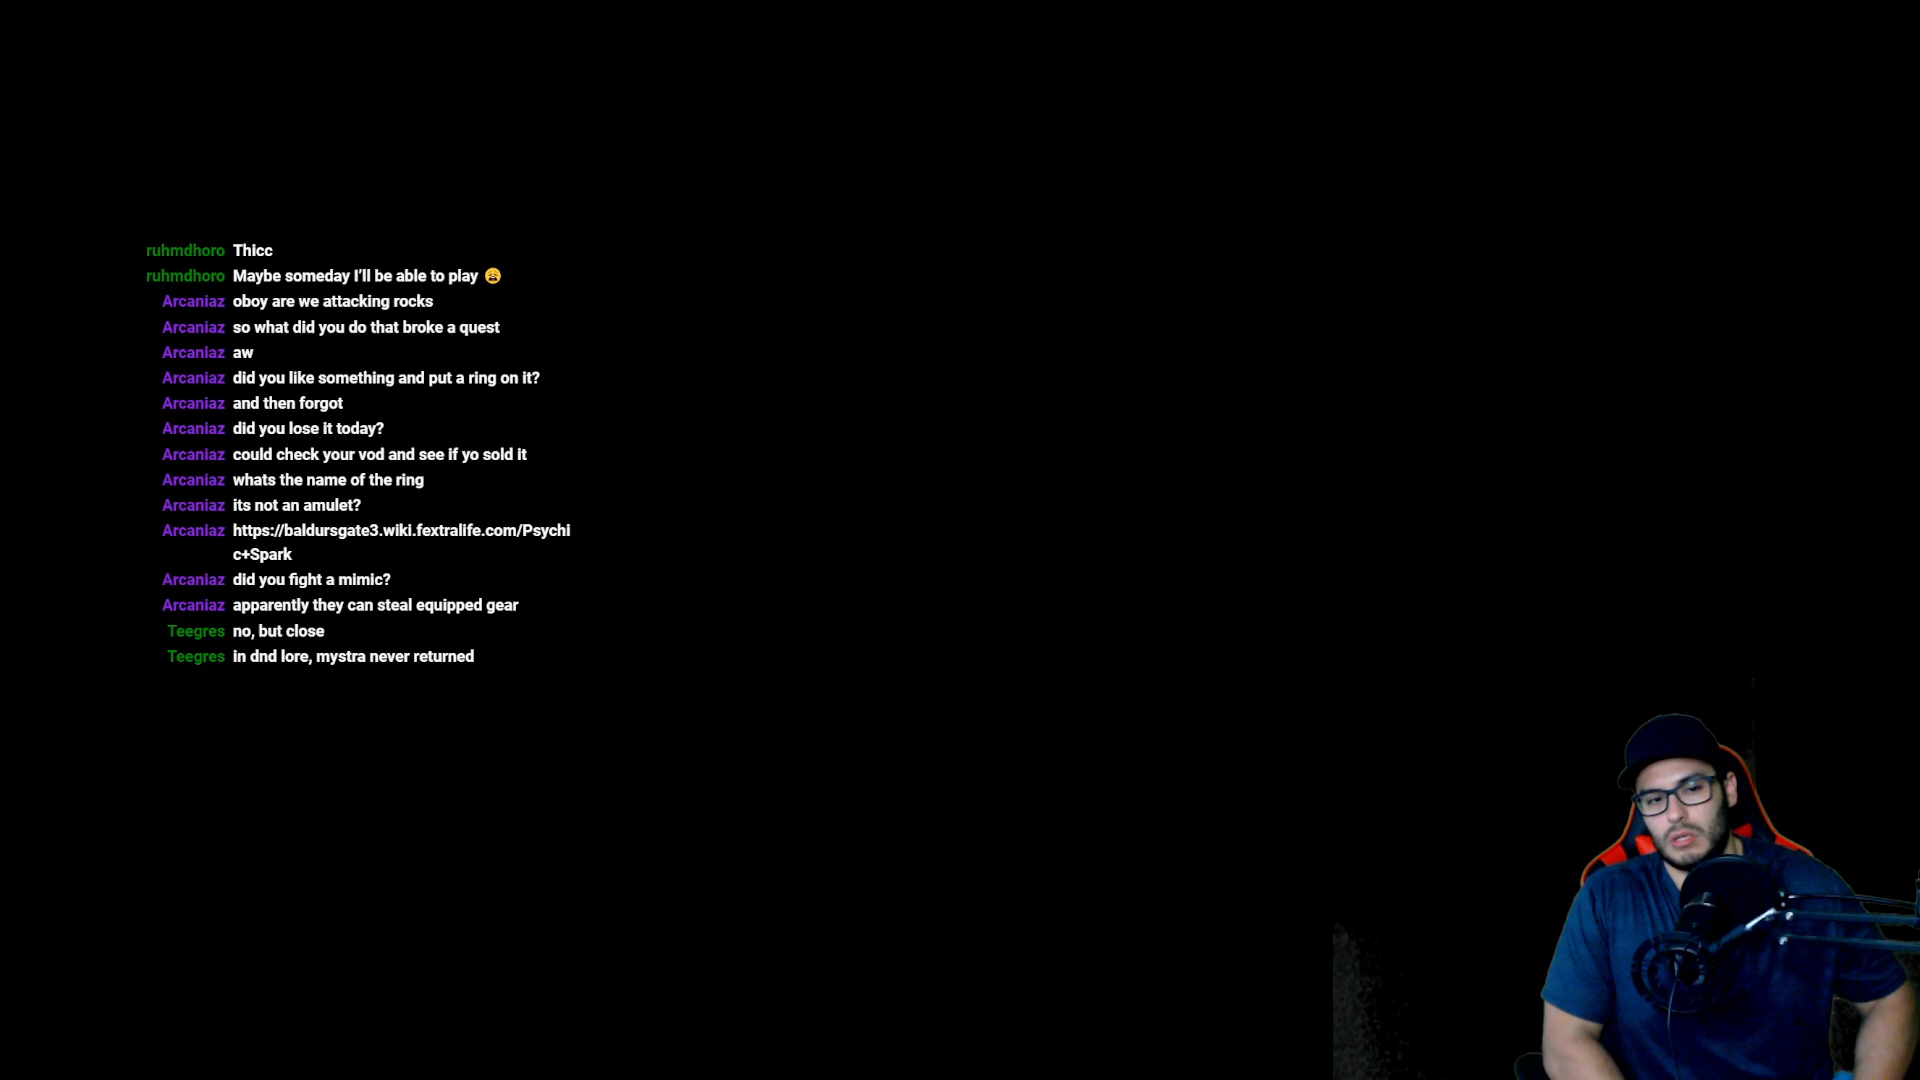 ruhmdhoro Thicc
ruhmdhoro Maybe someday I’ll be able to play 😩
Arcaniaz oboy are we attacking rocks
Arcaniaz so what did you do that broke a quest
Arcaniaz aw
Arcaniaz did you like something and put a ring on it?
Arcaniaz and then forgot
Arcaniaz did you lose it today?
Arcaniaz could check your vod and see if yo sold it
Arcaniaz whats the name of the ring
Arcaniaz its not an amulet?
Arcaniaz https://baldursgate3.wiki.fextralife.com/Psychi
c+Spark
Arcaniaz did you fight a mimic?
Arcaniaz apparently they can steal equipped gear
Teegres no, but close
Teegres in dnd lore, mystra never returned